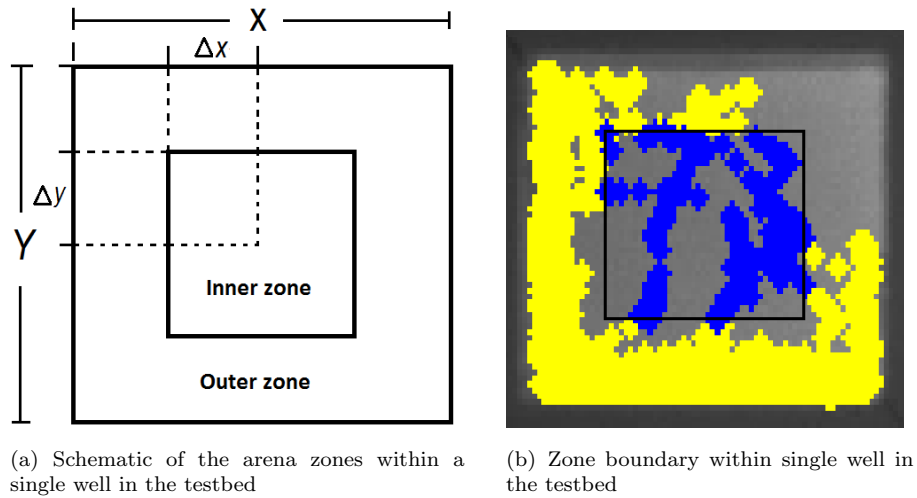 X
Δx
Δy
Y
Inner zone
Outer zone
(a) Schematic of the arena zones within a
single well in the testbed
(b) Zone boundary within single well in
the testbed